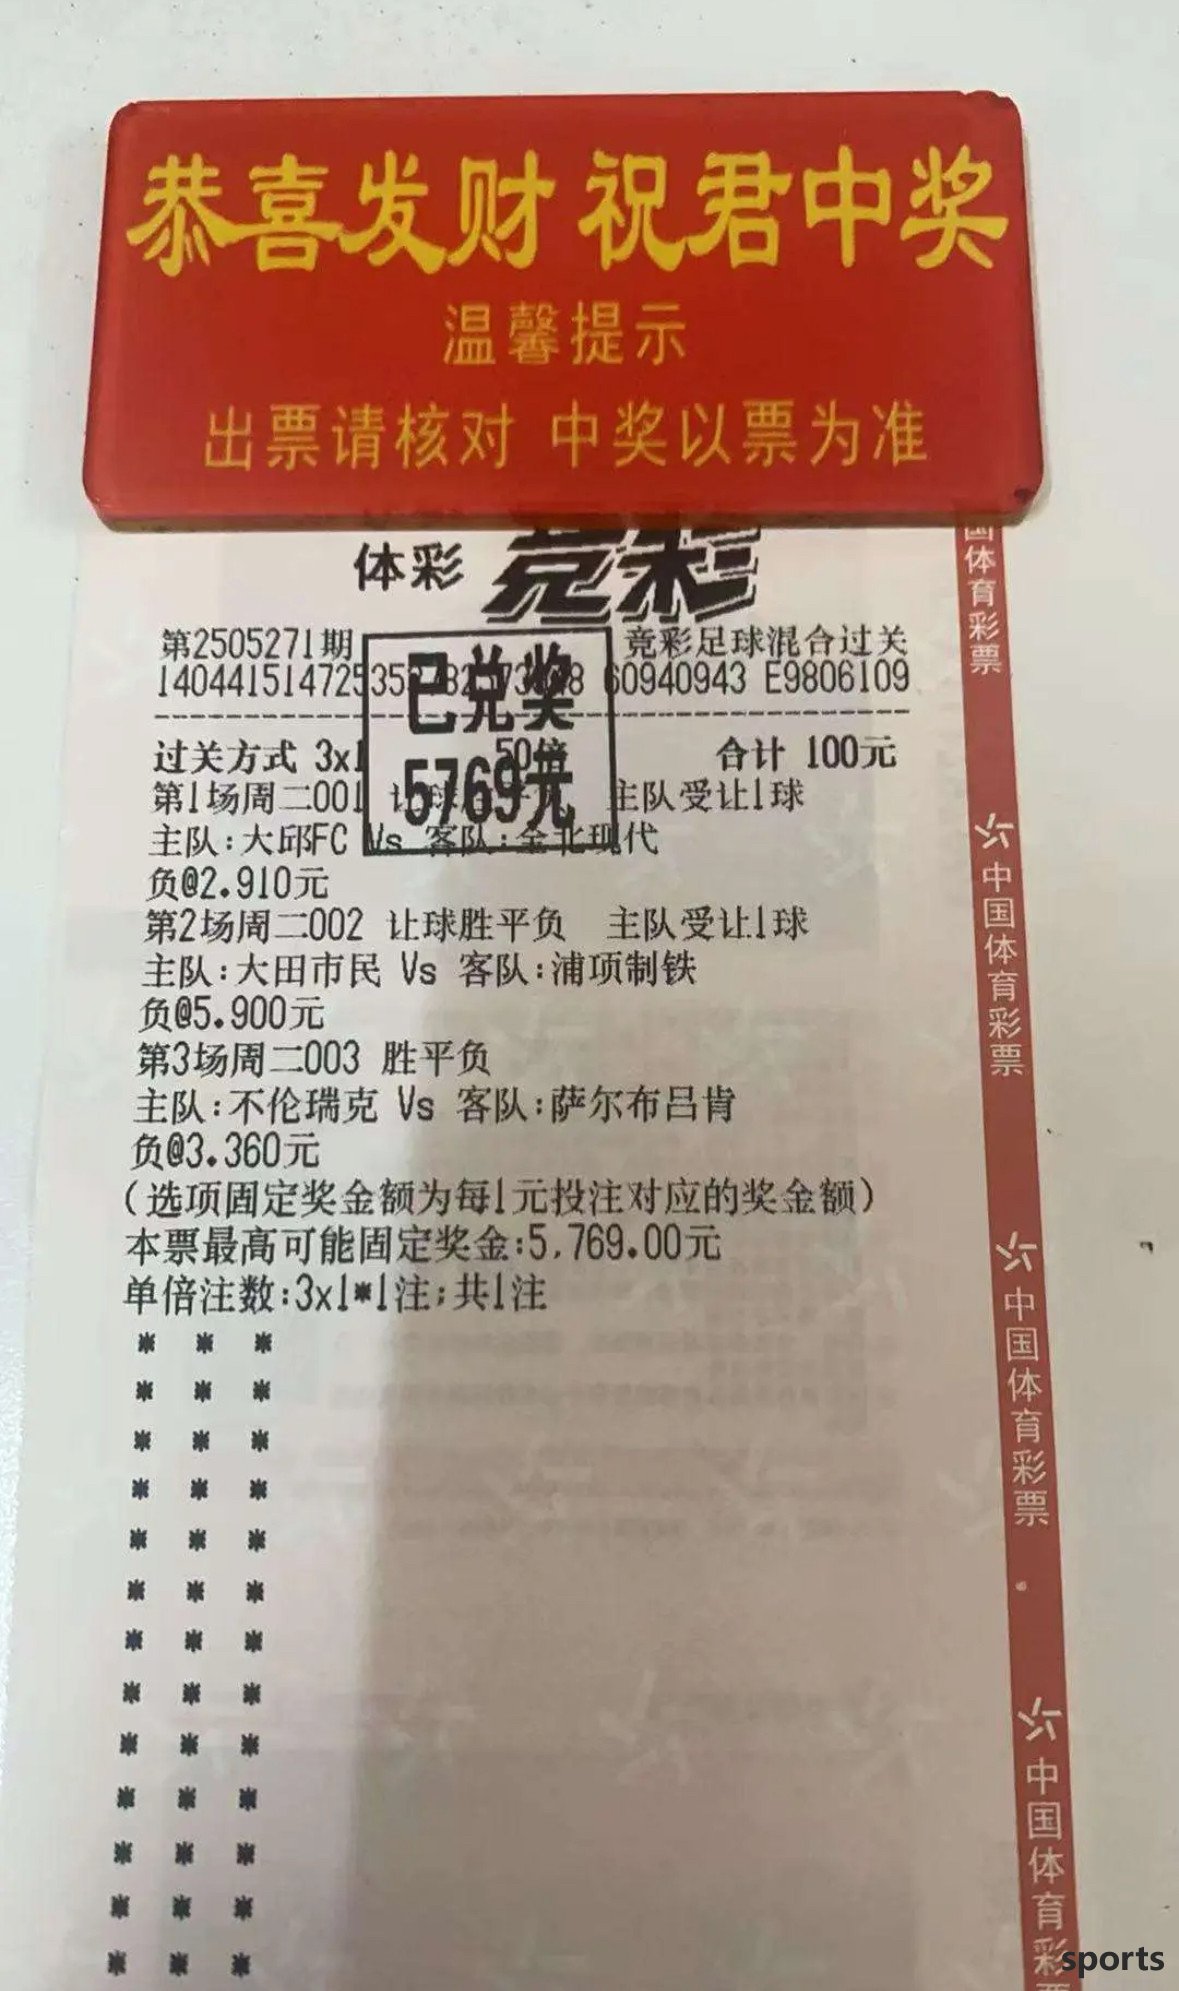 恭喜发财 祝君中奖
温馨提示
出票请核对 中奖以票为准
体彩 竞彩
第2505271期 竞彩足球混合过关
60940943 E9806109
已兑奖
5769元
过关方式 3x1 50倍 合计 100元
第1场周二001 主队受让1球
主队:大邱FC Vs 客队:全北现代
负@2.910元
第2场周二002 让球胜平负 主队受让1球
主队:大田市民 Vs 客队:浦项制铁
负@5.900元
第3场周二003 胜平负
主队:不伦瑞克 Vs 客队:萨尔布吕肯
负@3.360元
(选项固定奖金额为每1元投注对应的奖金额)
本票最高可能固定奖金:5,769.00元
单倍注数:3x1*1注;共1注
国体育彩票
中国体育彩票
中国体育彩票
中国体育彩
sports